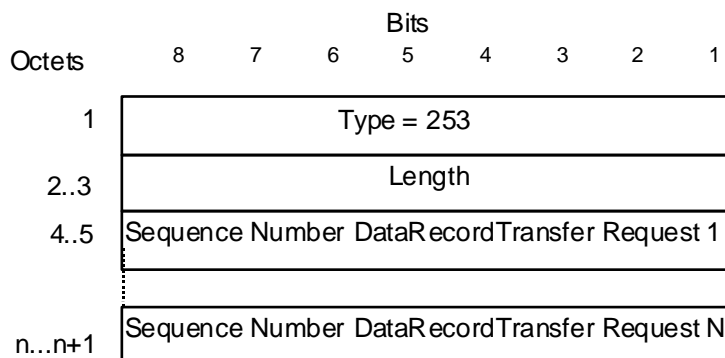 Bits
Octets 8 7 6 5 4 3 2 1
1 Type = 253
2..3 Length
4..5 Sequence Number DataRecordTransfer Request 1
n...n+1 Sequence Number DataRecordTransfer Request N